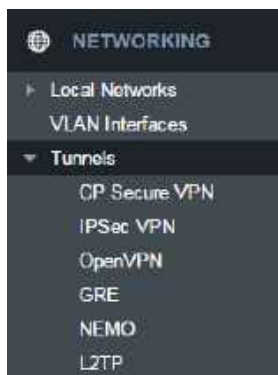 NETWORKING
Local Networks
VLAN Interfaces
Tunnels
CP Secure VPN
IPSec VPN
OpenVPN
GRE
NEMO
L2TP